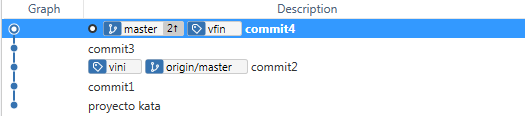 Graph Description
master 2↑ vfin commit4
commit3
vini origin/master commit2
commit1
proyecto kata